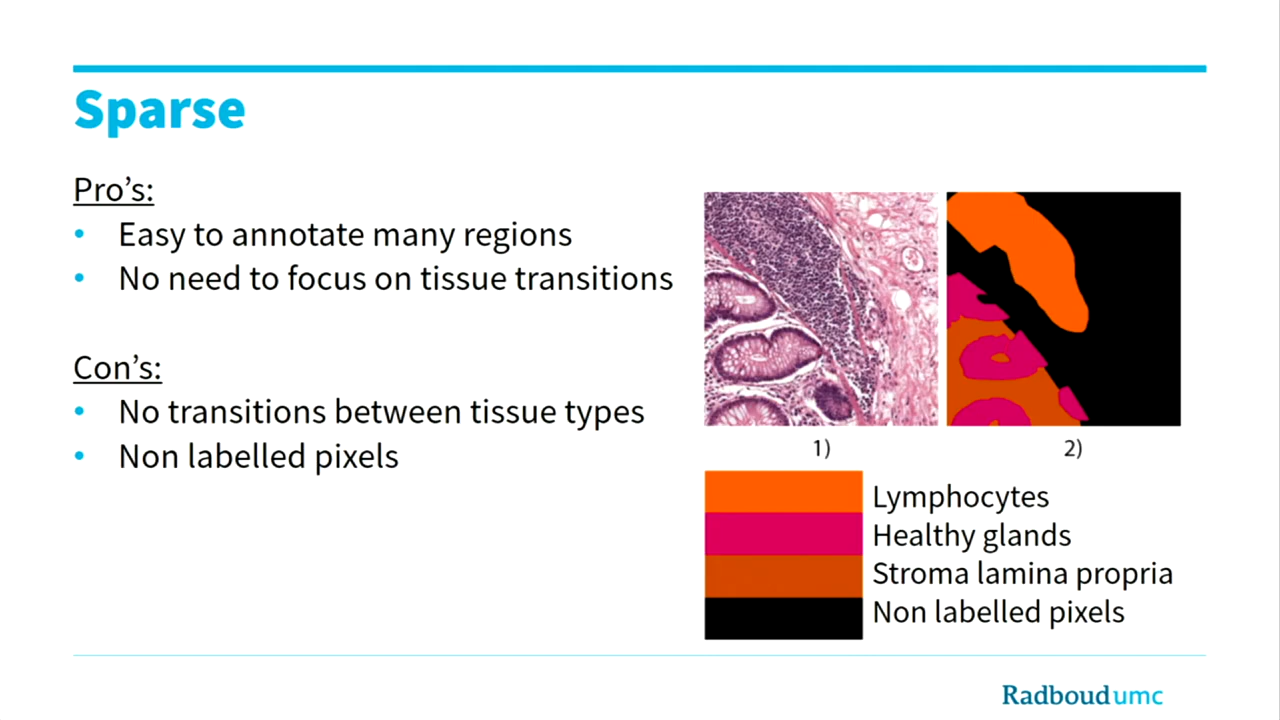 Sparse
Pro’s:
• Easy to annotate many regions
• No need to focus on tissue transitions
Con’s:
• No transitions between tissue types
• Non labelled pixels
1)
2)
Lymphocytes
Healthy glands
Stroma lamina propria
Non labelled pixels
Radboudumc